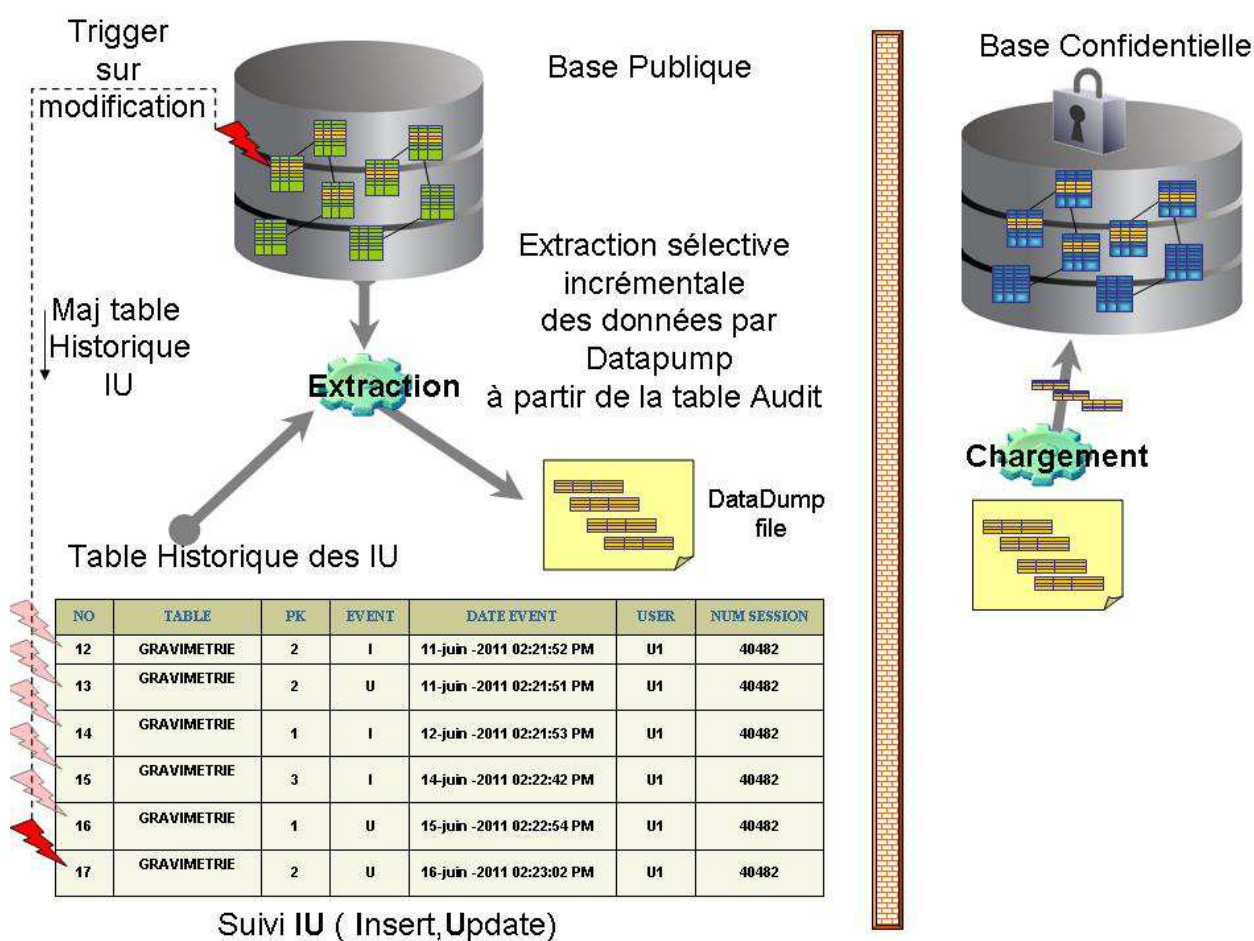 Trigger
sur
modification
Base Publique
Base Confidentielle
Maj table
Historique
IU
Extraction sélective
incrémentale
des données par
Datapump
à partir de la table Audit
Extraction
Chargement
DataDump
file
Table Historique des IU
NO TABLE PK EVENT DATE EVENT USER NUM SESSION
12 GRAVIMETRIE 2 I 11-juin -2011 02:21:52 PM U1 40482
13 GRAVIMETRIE 2 U 11-juin -2011 02:21:51 PM U1 40482
14 GRAVIMETRIE 1 I 12-juin -2011 02:21:53 PM U1 40482
15 GRAVIMETRIE 3 I 14-juin -2011 02:22:42 PM U1 40482
16 GRAVIMETRIE 1 U 15-juin -2011 02:22:54 PM U1 40482
17 GRAVIMETRIE 2 U 16-juin -2011 02:23:02 PM U1 40482
Suivi IU ( Insert,Update)